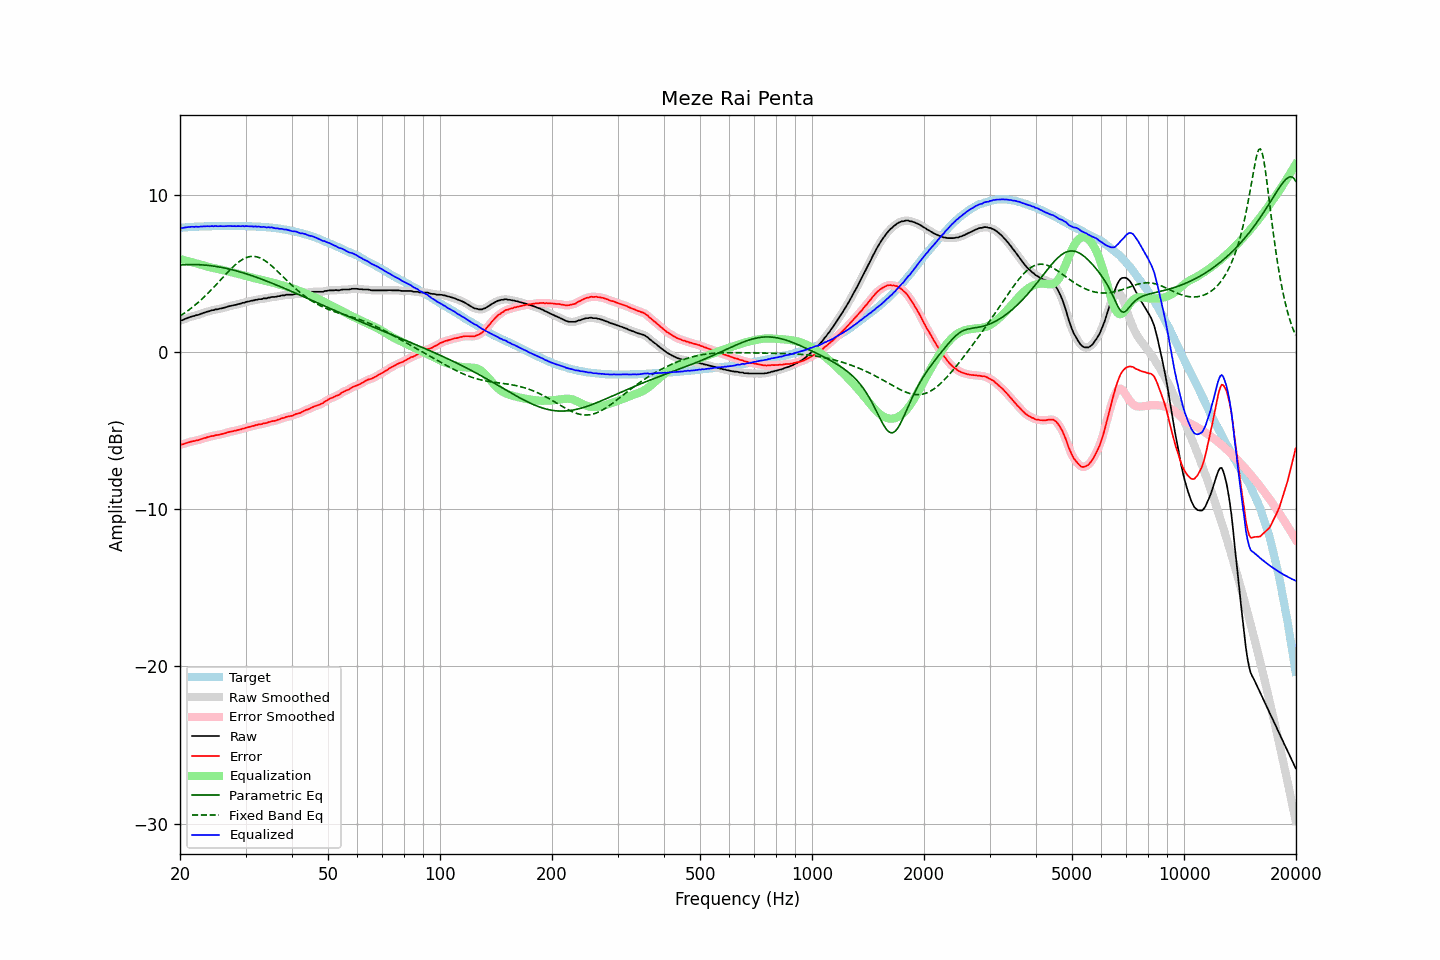 Meze Rai Penta
10
0
−10
−20
−30
Amplitude (dBr)
Target
Raw Smoothed
Error Smoothed
Raw
Error
Equalization
Parametric Eq
Fixed Band Eq
Equalized
20 50 100 200 500 1000 2000 5000 10000 20000
Frequency (Hz)